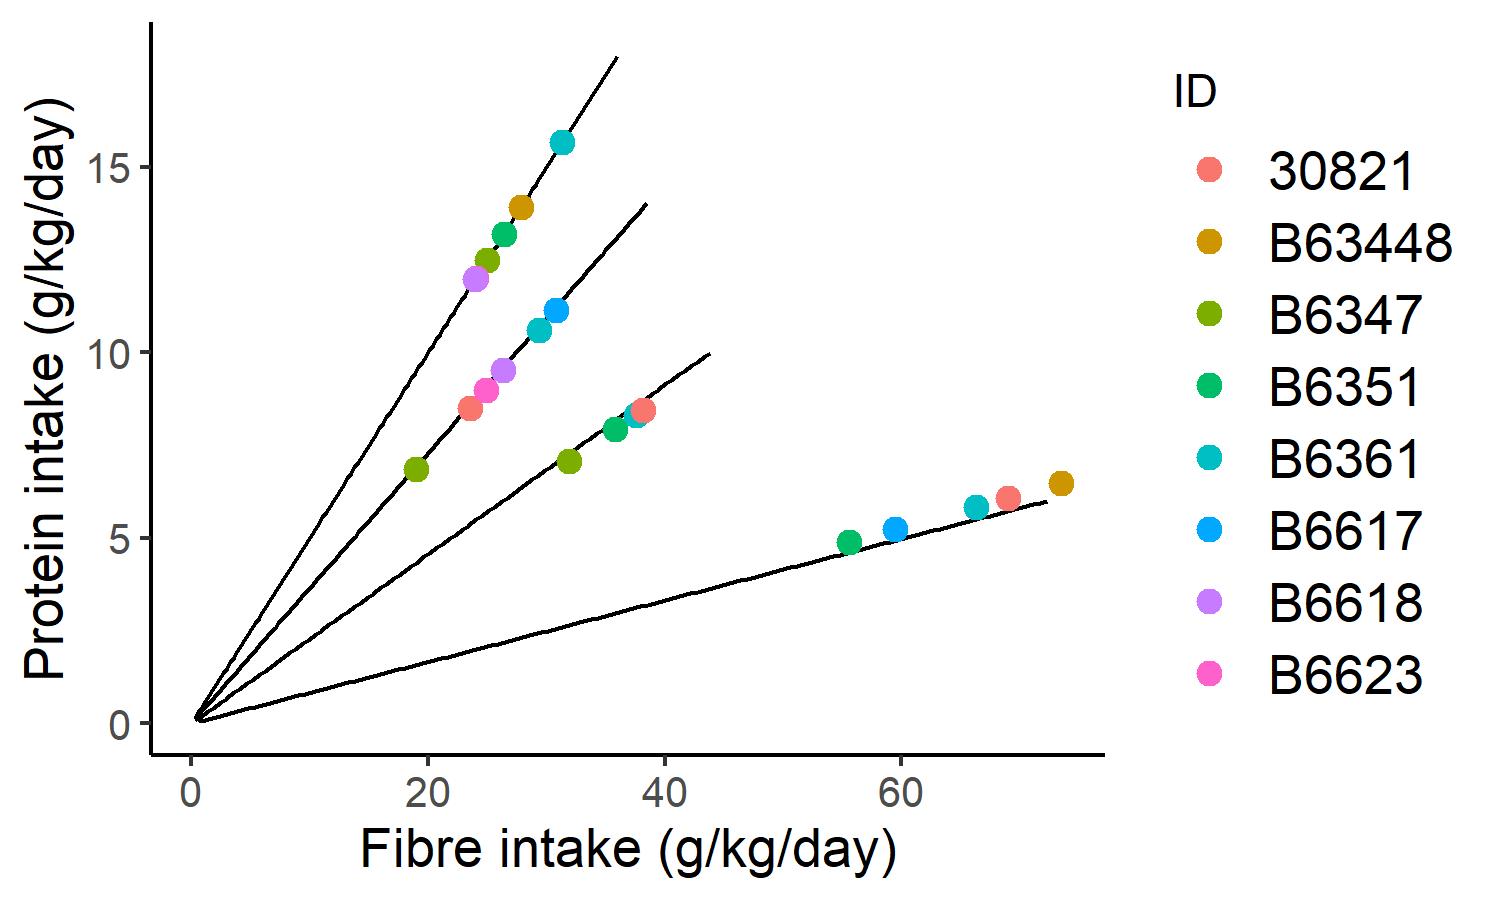 Protein intake (g/kg/day)
15
10
5
0
0 20 40 60
Fibre intake (g/kg/day)
ID
30821
B63448
B6347
B6351
B6361
B6617
B6618
B6623